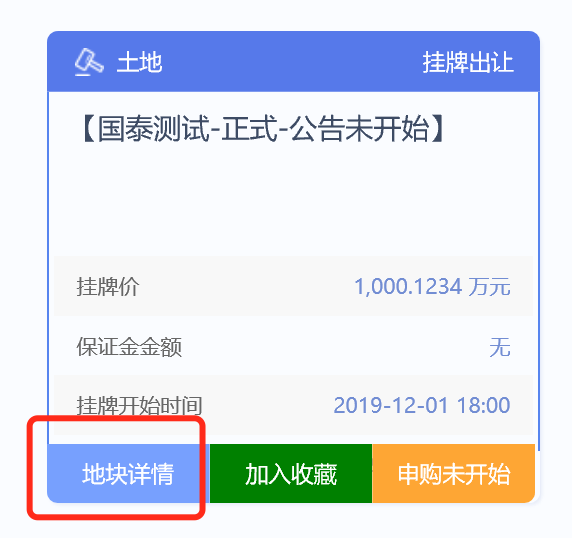 土地 挂牌出让
【国泰测试-正式-公告未开始】
挂牌价 1,000.1234 万元
保证金金额 无
挂牌开始时间 2019-12-01 18:00
地块详情 加入收藏 申购未开始